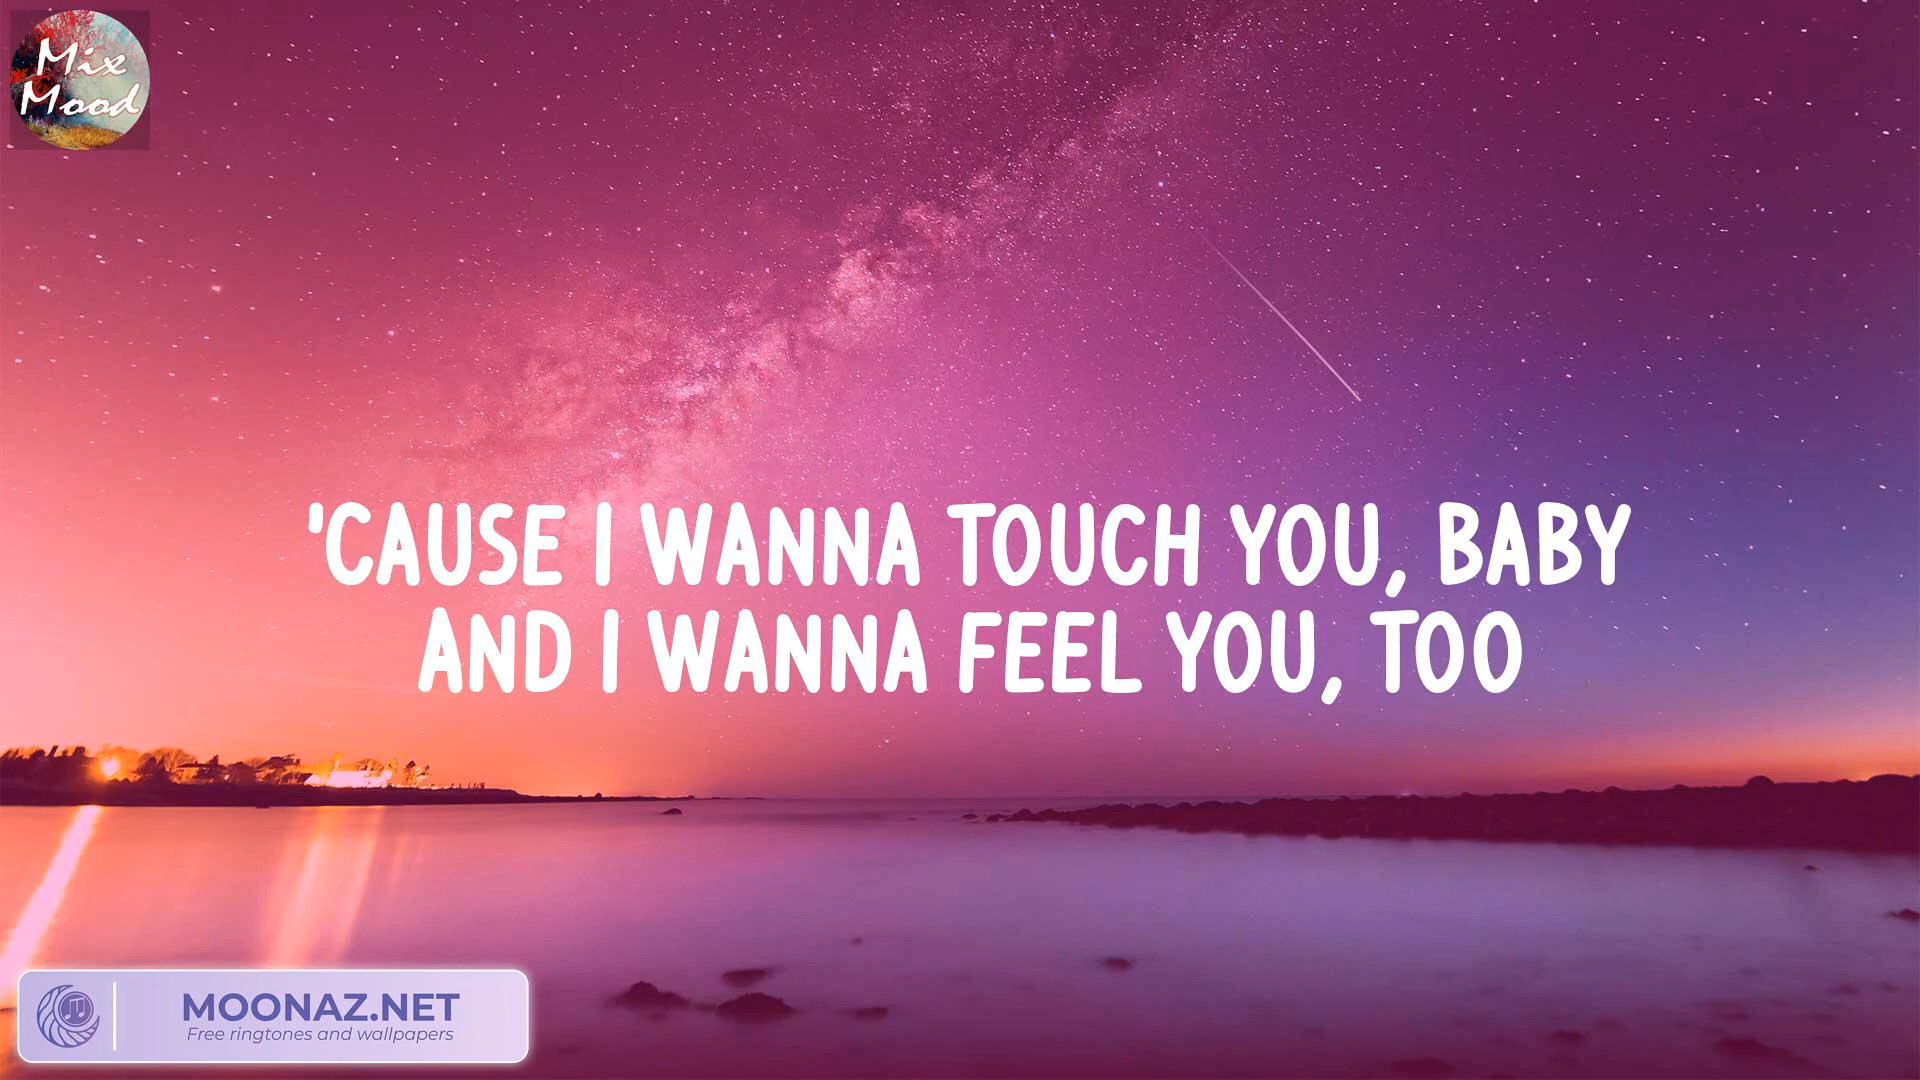 Mix
Mood
'CAUSE I WANNA TOUCH YOU, BABY
AND I WANNA FEEL YOU, TOO
MOONAZ.NET
Free ringtones and wallpapers